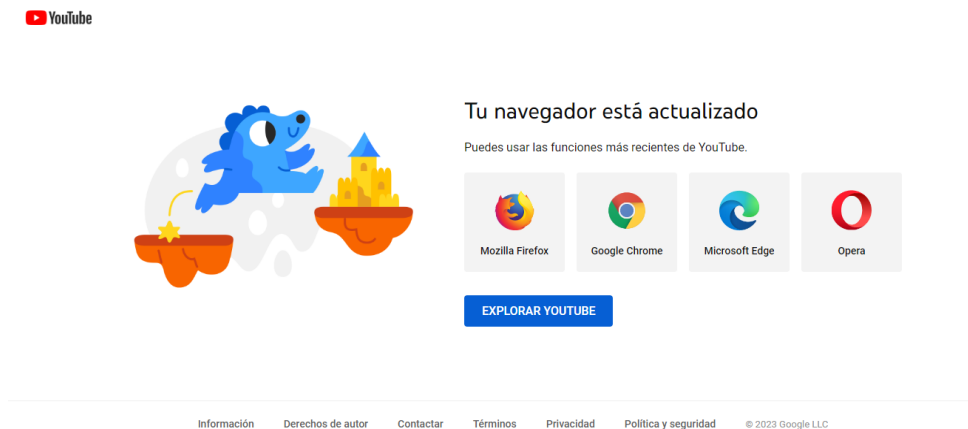 YouTube
Tu navegador está actualizado
Puedes usar las funciones más recientes de YouTube.
Mozilla Firefox
Google Chrome
Microsoft Edge
Opera
EXPLORAR YOUTUBE
Información
Derechos de autor
Contactar
Términos
Privacidad
Política y seguridad
© 2023 Google LLC